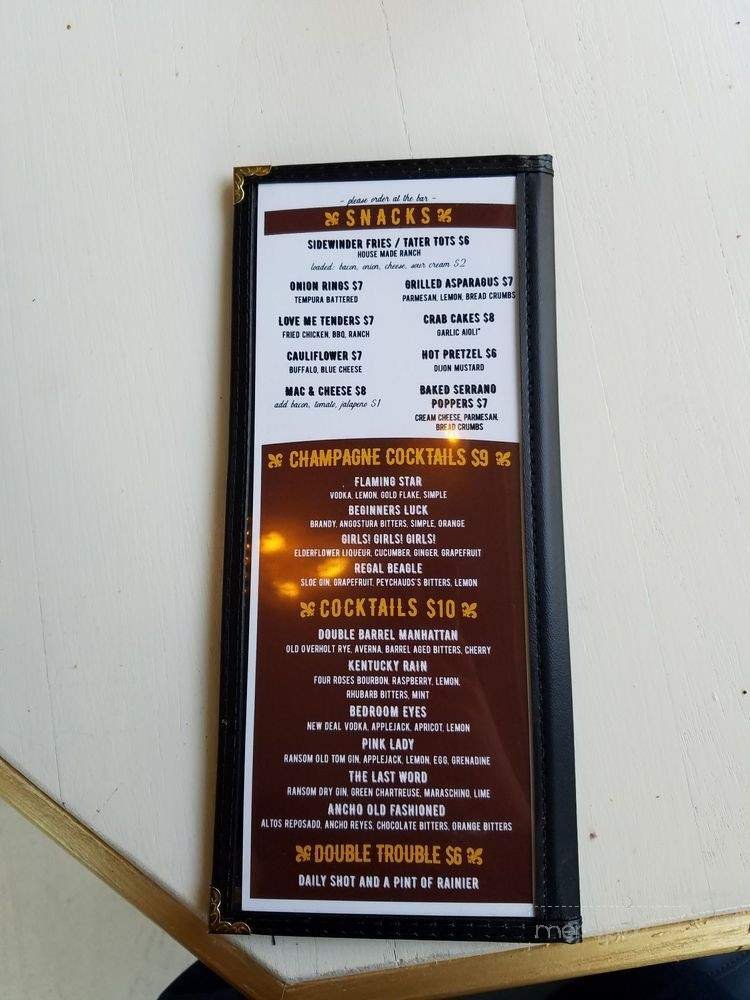 - please order at the bar -
SNACKS
SIDEWINDER FRIES / TATER TOTS $6
HOUSE MADE RANCH
loaded: bacon, onion, cheese, sour cream $2
ONION RINGS $7
TEMPURA BATTERED
LOVE ME TENDERS $7
FRIED CHICKEN, BBQ, RANCH
CAULIFLOWER $7
BUFFALO, BLUE CHEESE
MAC & CHEESE $8
add bacon, tomato, jalapeno $1
GRILLED ASPARAGUS $7
PARMESAN, LEMON, BREAD CRUMBS
CRAB CAKES $8
GARLIC AIOLI*
HOT PRETZEL $6
DIJON MUSTARD
BAKED SERRANO
POPPERS $7
CREAM CHEESE, PARMESAN,
BREAD CRUMBS
CHAMPAGNE COCKTAILS $9
FLAMING STAR
VODKA, LEMON, GOLD FLAKE, SIMPLE
BEGINNERS LUCK
BRANDY, ANGOSTURA BITTERS, SIMPLE, ORANGE
GIRLS! GIRLS! GIRLS!
ELDERFLOWER LIQUEUR, CUCUMBER, GINGER, GRAPEFRUIT
REGAL BEAGLE
SLOE GIN, GRAPEFRUIT, PEYCHAUDS'S BITTERS, LEMON
COCKTAILS $10
DOUBLE BARREL MANHATTAN
OLD OVERHOLT RYE, AVERNA, BARREL AGED BITTERS, CHERRY
KENTUCKY RAIN
FOUR ROSES BOURBON, RASPBERRY, LEMON,
RHUBARB BITTERS, MINT
BEDROOM EYES
NEW DEAL VODKA, APPLEJACK, APRICOT, LEMON
PINK LADY
RANSOM OLD TOM GIN, APPLEJACK, LEMON, EGG, GRENADINE
THE LAST WORD
RANSOM DRY GIN, GREEN CHARTREUSE, MARASCHINO, LIME
ANCHO OLD FASHIONED
ALTOS REPOSADO, ANCHO REYES, CHOCOLATE BITTERS, ORANGE BITTERS
DOUBLE TROUBLE $6
DAILY SHOT AND A PINT OF RAINIER